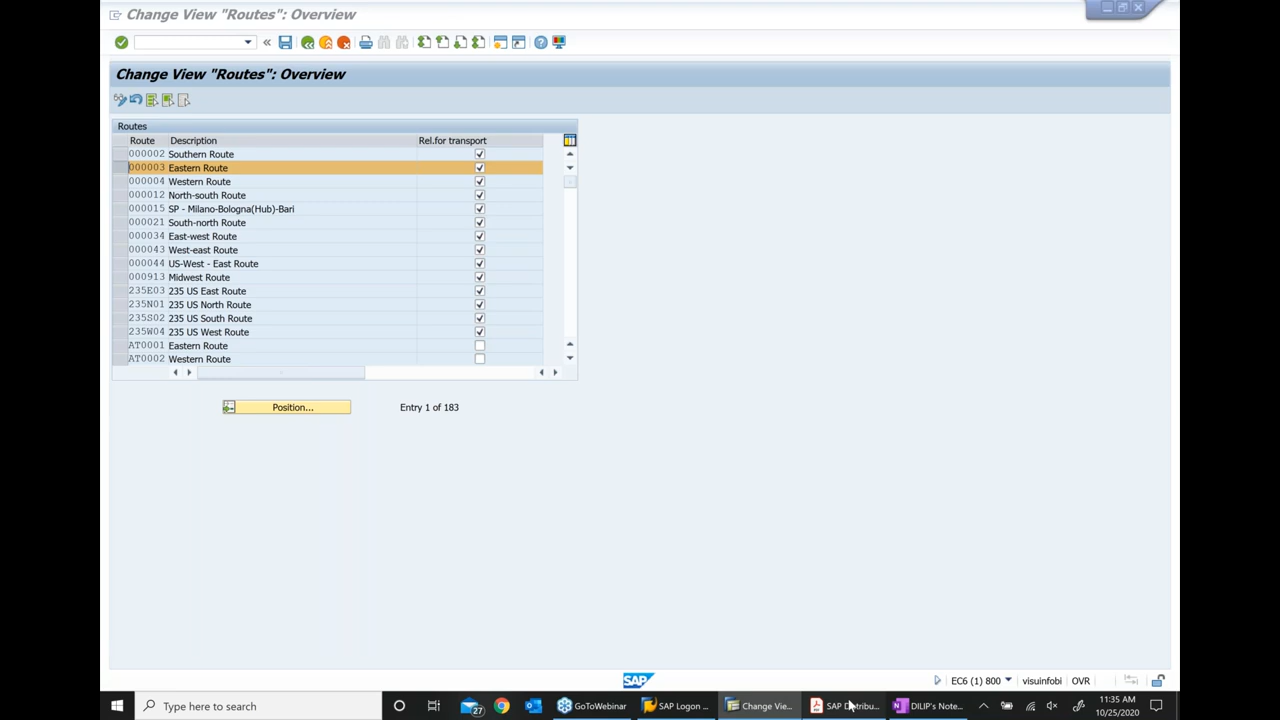 Change View "Routes": Overview
Change View "Routes": Overview
Routes
Route Description Rel.for transport
000002 Southern Route
000003 Eastern Route
000004 Western Route
000012 North-south Route
000015 SP - Milano-Bologna(Hub)-Bari
000021 South-north Route
000034 East-west Route
000043 West-east Route
000044 US-West - East Route
000913 Midwest Route
235E03 235 US East Route
235N01 235 US North Route
235S02 235 US South Route
235W04 235 US West Route
AT0001 Eastern Route
AT0002 Western Route
Position... Entry 1 of 183
SAP EC6 (1) 800 visuinfobi OVR
Type here to search 27 GoToWebinar SAP Logon ... Change Vie... SAP Distribu... DILIP's Note... 11:35 AM
10/25/2020